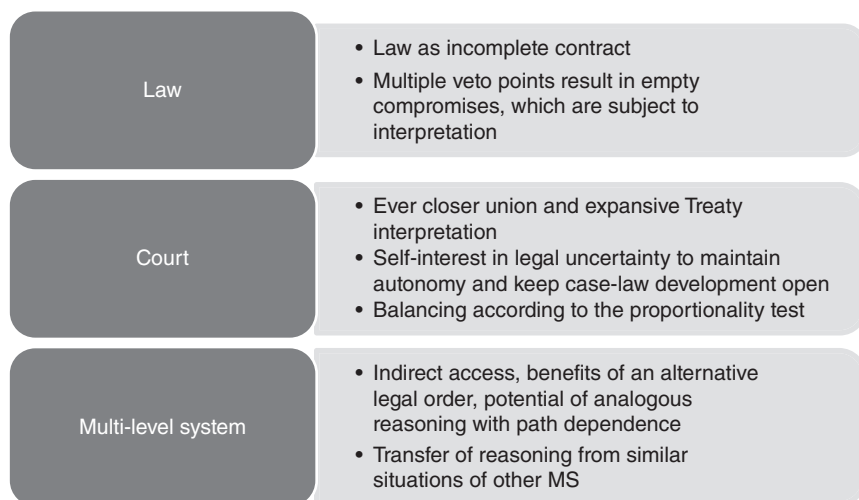 Law
• Law as incomplete contract
• Multiple veto points result in empty
compromises, which are subject to
interpretation
Court
• Ever closer union and expansive Treaty
interpretation
• Self-interest in legal uncertainty to maintain
autonomy and keep case-law development open
• Balancing according to the proportionality test
Multi-level system
• Indirect access, benefits of an alternative
legal order, potential of analogous
reasoning with path dependence
• Transfer of reasoning from similar
situations of other MS